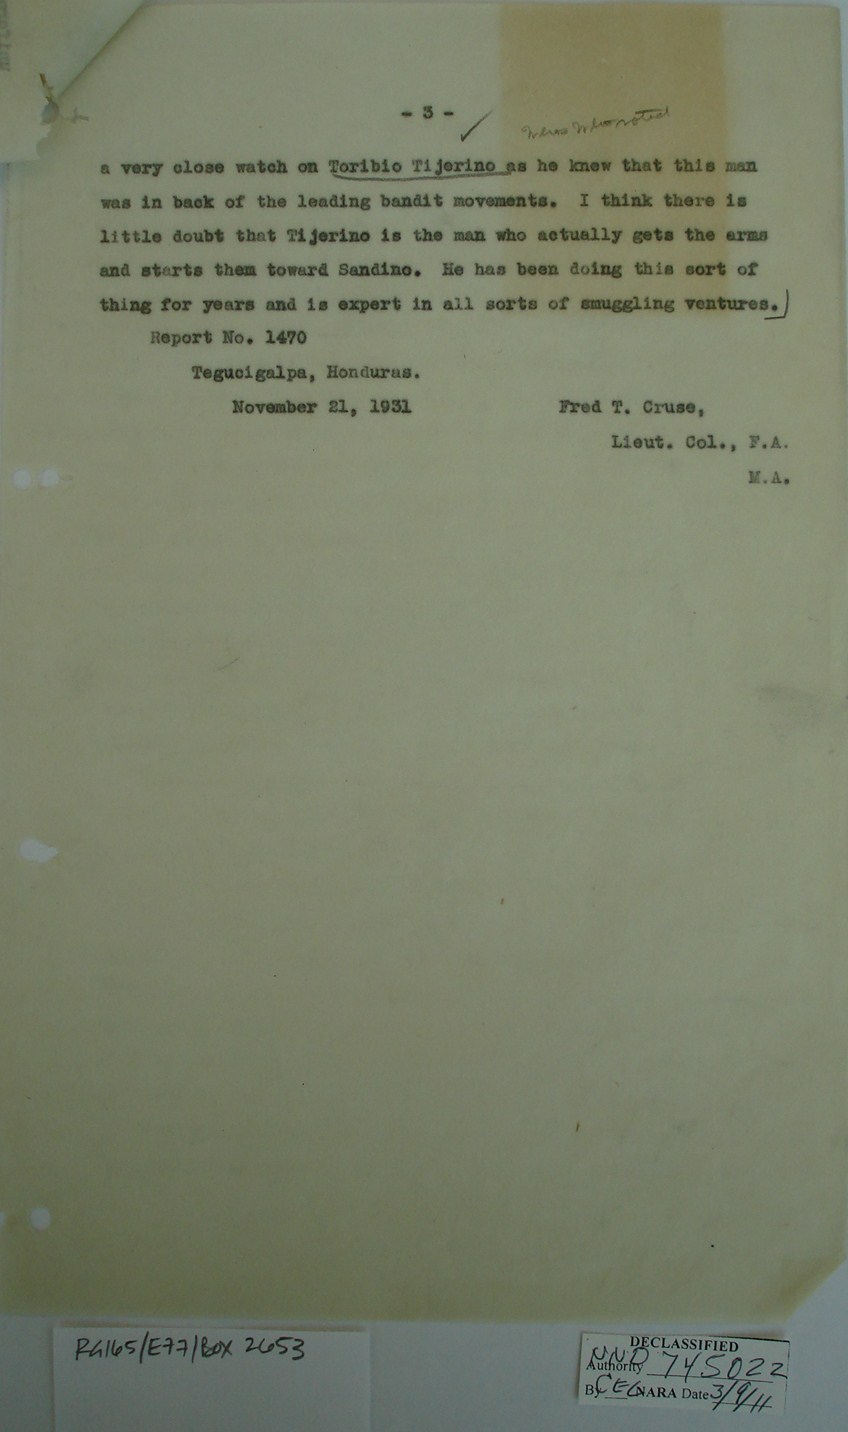 - 3 -
a very close watch on Toribio Tijerino as he knew that this man
was in back of the leading bandit movements.  I think there is
little doubt that Tijerino is the man who actually gets the arms
and starts them toward Sandino.  He has been doing this sort of
thing for years and is expert in all sorts of smuggling ventures.
Report No. 1470
Tegucigalpa, Honduras.
November 21, 1931
Fred T. Cruse,
Lieut. Col., F.A.
M.A.
RG165/E77/BOX 2653
DECLASSIFIED
Authority NND 745022
By CEG NARA Date 3/9/11